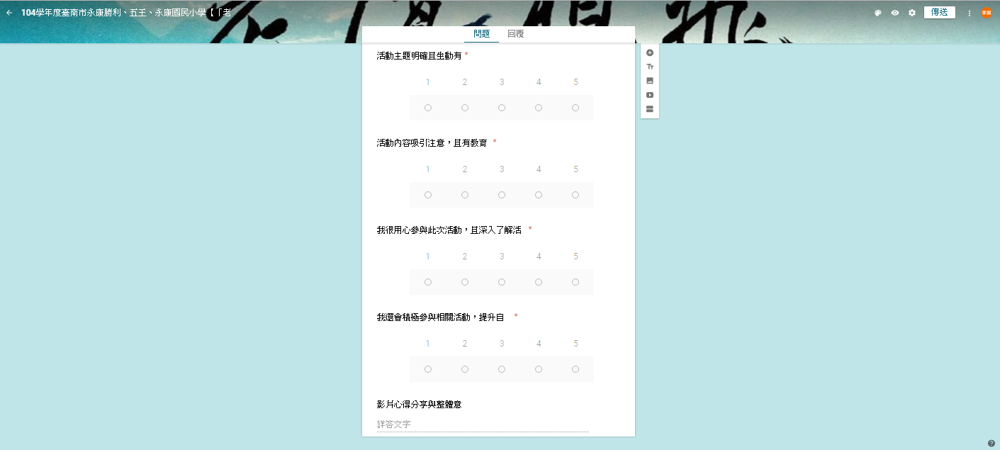 104學年度臺南市永康勝利、五王、永康國民小學【「老
傳送
問題 回覆
活動主題明確且生動有 *
1 2 3 4 5
活動內容吸引注意，且有教育 *
1 2 3 4 5
我很用心參與此次活動，且深入了解活 *
1 2 3 4 5
我還會積極參與相關活動，提升自 *
1 2 3 4 5
影片心得分享與整體意
詳答文字